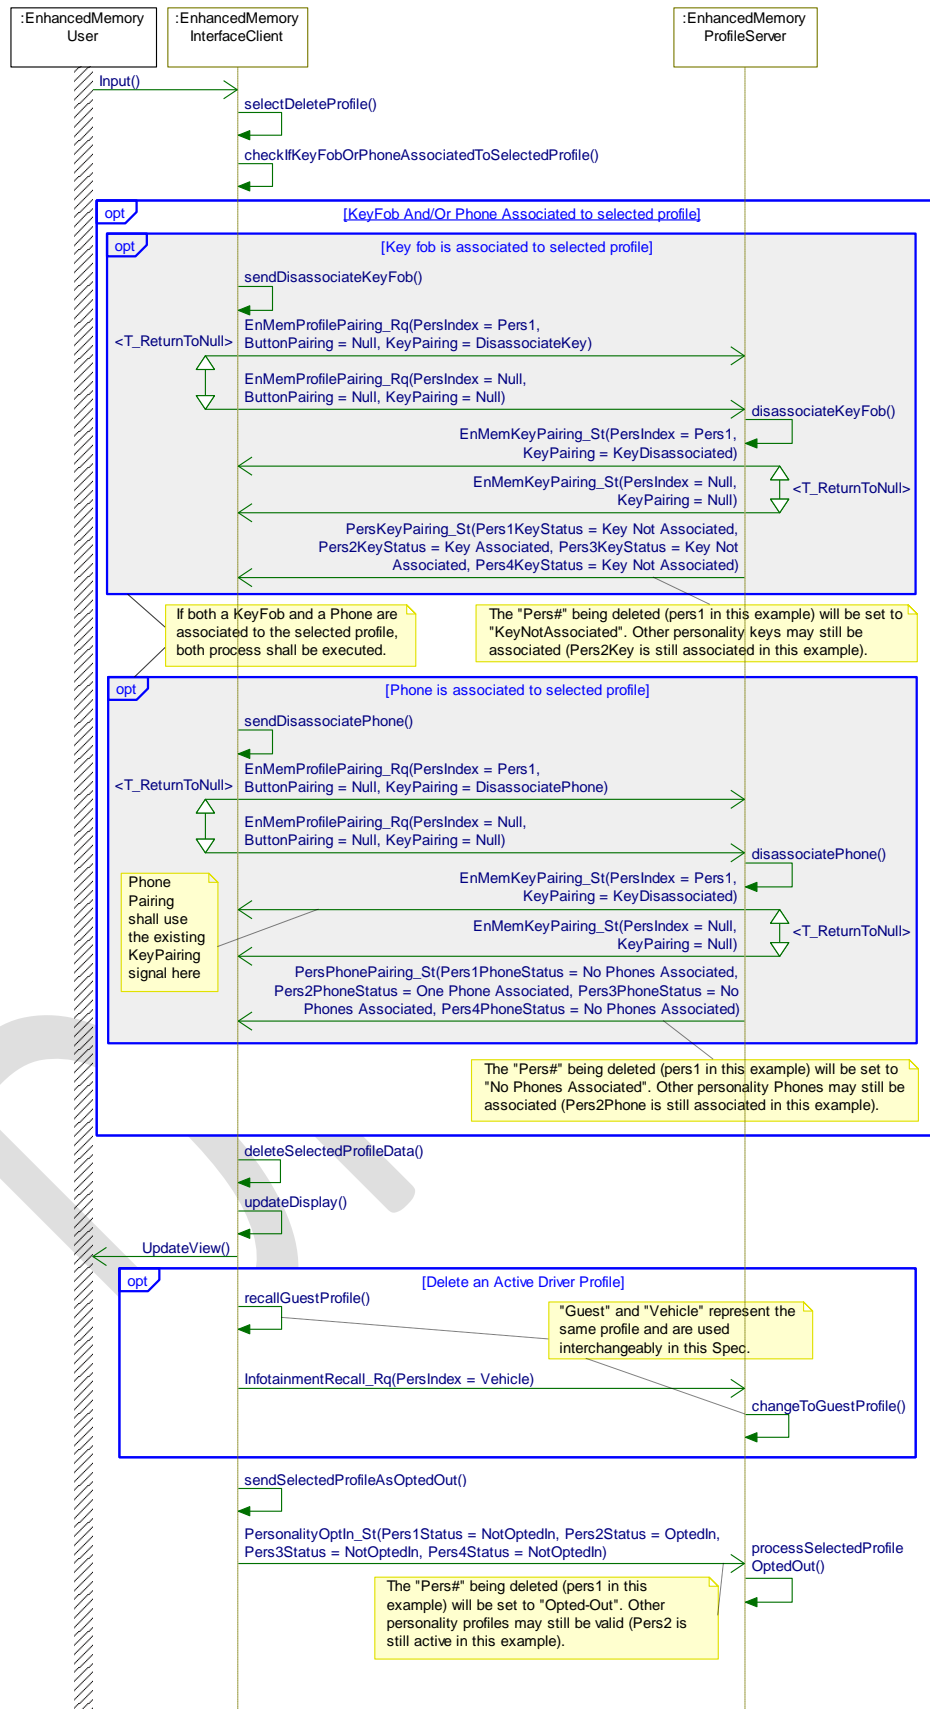 :EnhancedMemory
User
:EnhancedMemory
InterfaceClient
:EnhancedMemory
ProfileServer
Input()
selectDeleteProfile()
checkIfKeyFobOrPhoneAssociatedToSelectedProfile()
opt
[KeyFob And/Or Phone Associated to selected profile]
opt
[Key fob is associated to selected profile]
sendDisassociateKeyFob()
<T_ReturnToNull>
EnMemProfilePairing_Rq(PersIndex = Pers1,
ButtonPairing = Null, KeyPairing = DisassociateKey)
EnMemProfilePairing_Rq(PersIndex = Null,
ButtonPairing = Null, KeyPairing = Null)
disassociateKeyFob()
EnMemKeyPairing_St(PersIndex = Pers1,
KeyPairing = KeyDisassociated)
EnMemKeyPairing_St(PersIndex = Null,
KeyPairing = Null)
<T_ReturnToNull>
PersKeyPairing_St(Pers1KeyStatus = Key Not Associated,
Pers2KeyStatus = Key Associated, Pers3KeyStatus = Key Not
Associated, Pers4KeyStatus = Key Not Associated)
If both a KeyFob and a Phone are
associated to the selected profile,
both process shall be executed.
The "Pers#" being deleted (pers1 in this example) will be set to
"KeyNotAssociated". Other personality keys may still be
associated (Pers2Key is still associated in this example).
opt
[Phone is associated to selected profile]
sendDisassociatePhone()
<T_ReturnToNull>
EnMemProfilePairing_Rq(PersIndex = Pers1,
ButtonPairing = Null, KeyPairing = DisassociatePhone)
EnMemProfilePairing_Rq(PersIndex = Null,
ButtonPairing = Null, KeyPairing = Null)
disassociatePhone()
Phone
Pairing
shall use
the existing
KeyPairing
signal here
EnMemKeyPairing_St(PersIndex = Pers1,
KeyPairing = KeyDisassociated)
EnMemKeyPairing_St(PersIndex = Null,
KeyPairing = Null)
<T_ReturnToNull>
PersPhonePairing_St(Pers1PhoneStatus = No Phones Associated,
Pers2PhoneStatus = One Phone Associated, Pers3PhoneStatus = No
Phones Associated, Pers4PhoneStatus = No Phones Associated)
The "Pers#" being deleted (pers1 in this example) will be set to
"No Phones Associated". Other personality Phones may still be
associated (Pers2Phone is still associated in this example).
deleteSelectedProfileData()
updateDisplay()
UpdateView()
opt
[Delete an Active Driver Profile]
recallGuestProfile()
"Guest" and "Vehicle" represent the
same profile and are used
interchangeably in this Spec.
InfotainmentRecall_Rq(PersIndex = Vehicle)
changeToGuestProfile()
sendSelectedProfileAsOptedOut()
PersonalityOptIn_St(Pers1Status = NotOptedIn, Pers2Status = OptedIn,
Pers3Status = NotOptedIn, Pers4Status = NotOptedIn)
processSelectedProfile
OptedOut()
The "Pers#" being deleted (pers1 in this
example) will be set to "Opted-Out". Other
personality profiles may still be valid (Pers2 is
still active in this example).